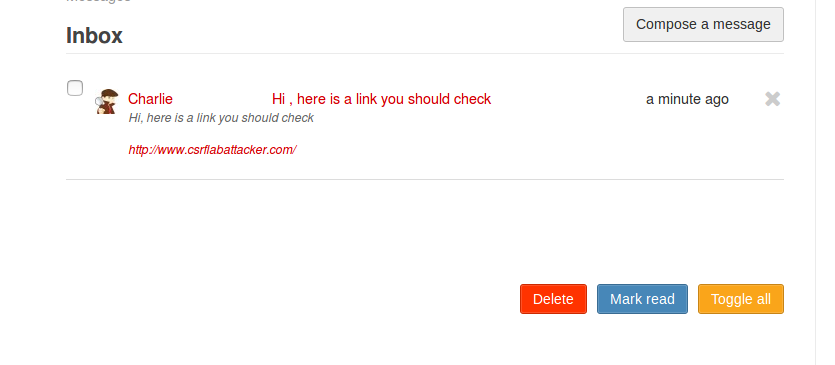 Messages
Inbox
Compose a message
Charlie
Hi , here is a link you should check
a minute ago
Hi, here is a link you should check
http://www.csrflabattacker.com/
Delete
Mark read
Toggle all